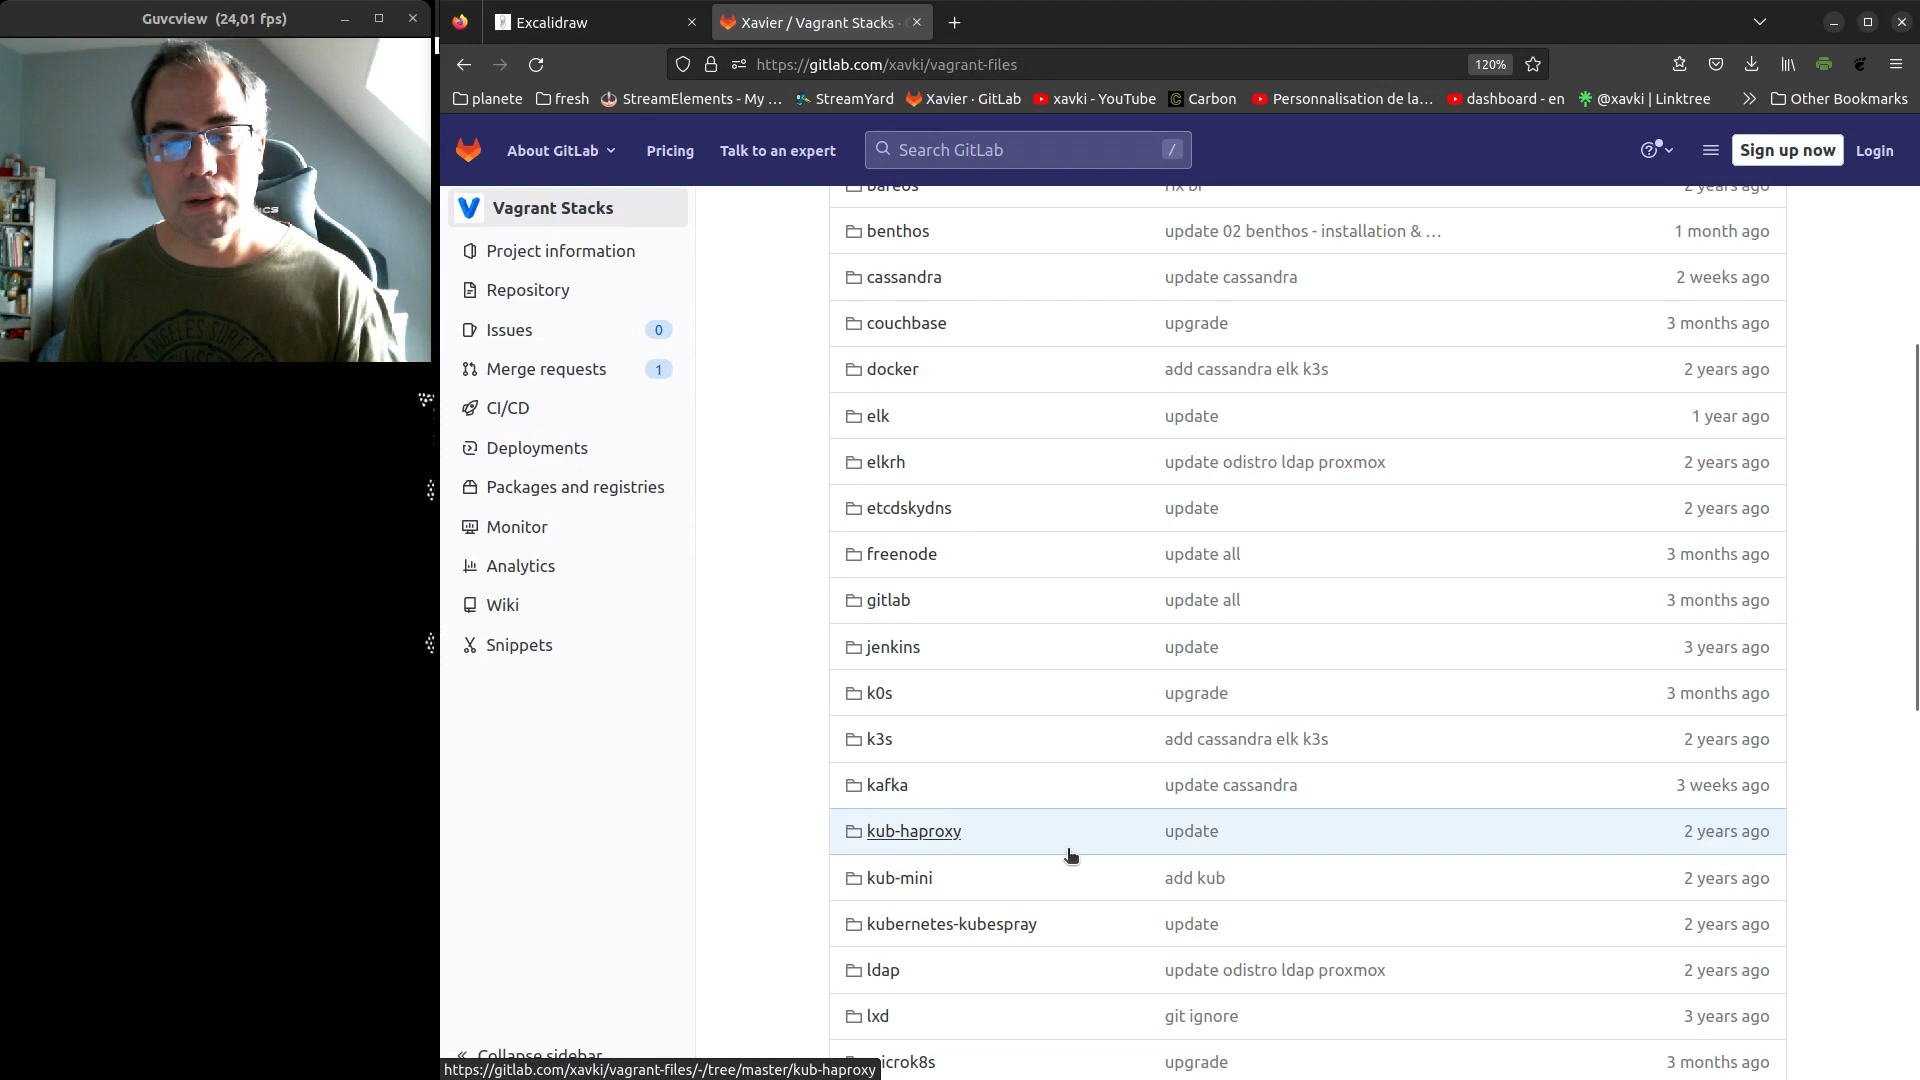 Guvcview (24,01 fps)
Excalidraw
Xavier / Vagrant Stacks ·
https://gitlab.com/xavki/vagrant-files
120%
planete
fresh
StreamElements - My ...
StreamYard
Xavier · GitLab
xavki - YouTube
Carbon
Personnalisation de la...
dashboard - en
@xavki | Linktree
Other Bookmarks
About GitLab
Pricing
Talk to an expert
Search GitLab
/
Sign up now
Login
Vagrant Stacks
Project information
Repository
Issues 0
Merge requests 1
CI/CD
Deployments
Packages and registries
Monitor
Analytics
Wiki
Snippets
Collapse sidebar
bareos 2 years ago
benthos update 02 benthos - installation & ... 1 month ago
cassandra update cassandra 2 weeks ago
couchbase upgrade 3 months ago
docker add cassandra elk k3s 2 years ago
elk update 1 year ago
elkrh update odistro ldap proxmox 2 years ago
etcdskydns update 2 years ago
freenode update all 3 months ago
gitlab update all 3 months ago
jenkins update 3 years ago
k0s upgrade 3 months ago
k3s add cassandra elk k3s 2 years ago
kafka update cassandra 3 weeks ago
kub-haproxy update 2 years ago
kub-mini add kub 2 years ago
kubernetes-kubespray update 2 years ago
ldap update odistro ldap proxmox 2 years ago
lxd git ignore 3 years ago
icrok8s upgrade 3 months ago
https://gitlab.com/xavki/vagrant-files/-/tree/master/kub-haproxy